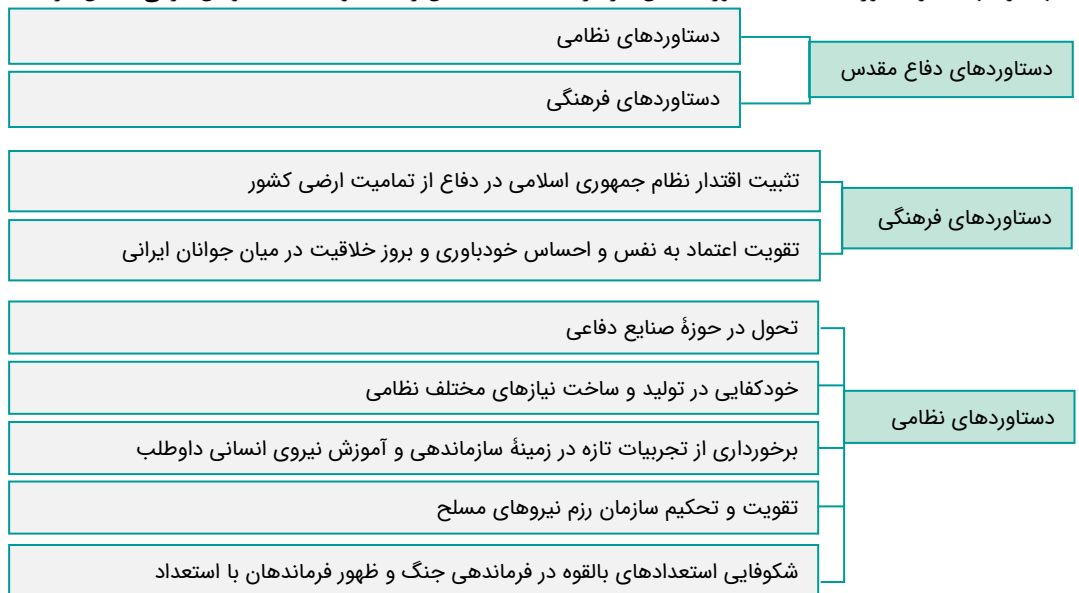 دستاوردهای دفاع مقدس
دستاوردهای نظامی
دستاوردهای فرهنگی
دستاوردهای فرهنگی
تثبیت اقتدار نظام جمهوری اسلامی در دفاع از تمامیت ارضی کشور
تقویت اعتماد به نفس و احساس خودباوری و بروز خلاقیت در میان جوانان ایرانی
دستاوردهای نظامی
تحول در حوزۀ صنایع دفاعی
خودکفایی در تولید و ساخت نیازهای مختلف نظامی
برخورداری از تجربیات تازه در زمینۀ سازماندهی و آموزش نیروی انسانی داوطلب
تقویت و تحکیم سازمان رزم نیروهای مسلح
شکوفایی استعدادهای بالقوه در فرماندهی جنگ و ظهور فرماندهان با استعداد